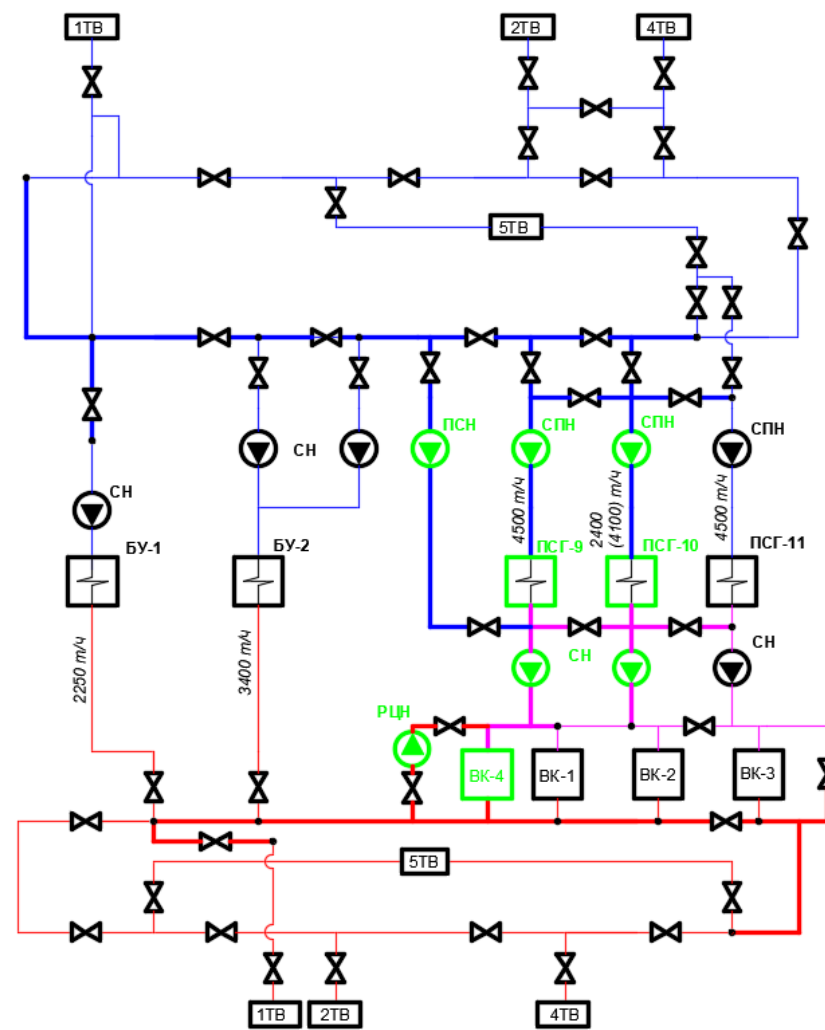 1ТВ
2ТВ
4ТВ
5ТВ
ПСН
СПН
СПН
СПН
СН
СН
4500 т/ч
2400
(4100) т/ч
4500 т/ч
БУ-1
БУ-2
ПСГ-9
ПСГ-10
ПСГ-11
2250 т/ч
3400 т/ч
СН
СН
РЦН
ВК-4
ВК-1
ВК-2
ВК-3
5ТВ
1ТВ
2ТВ
4ТВ